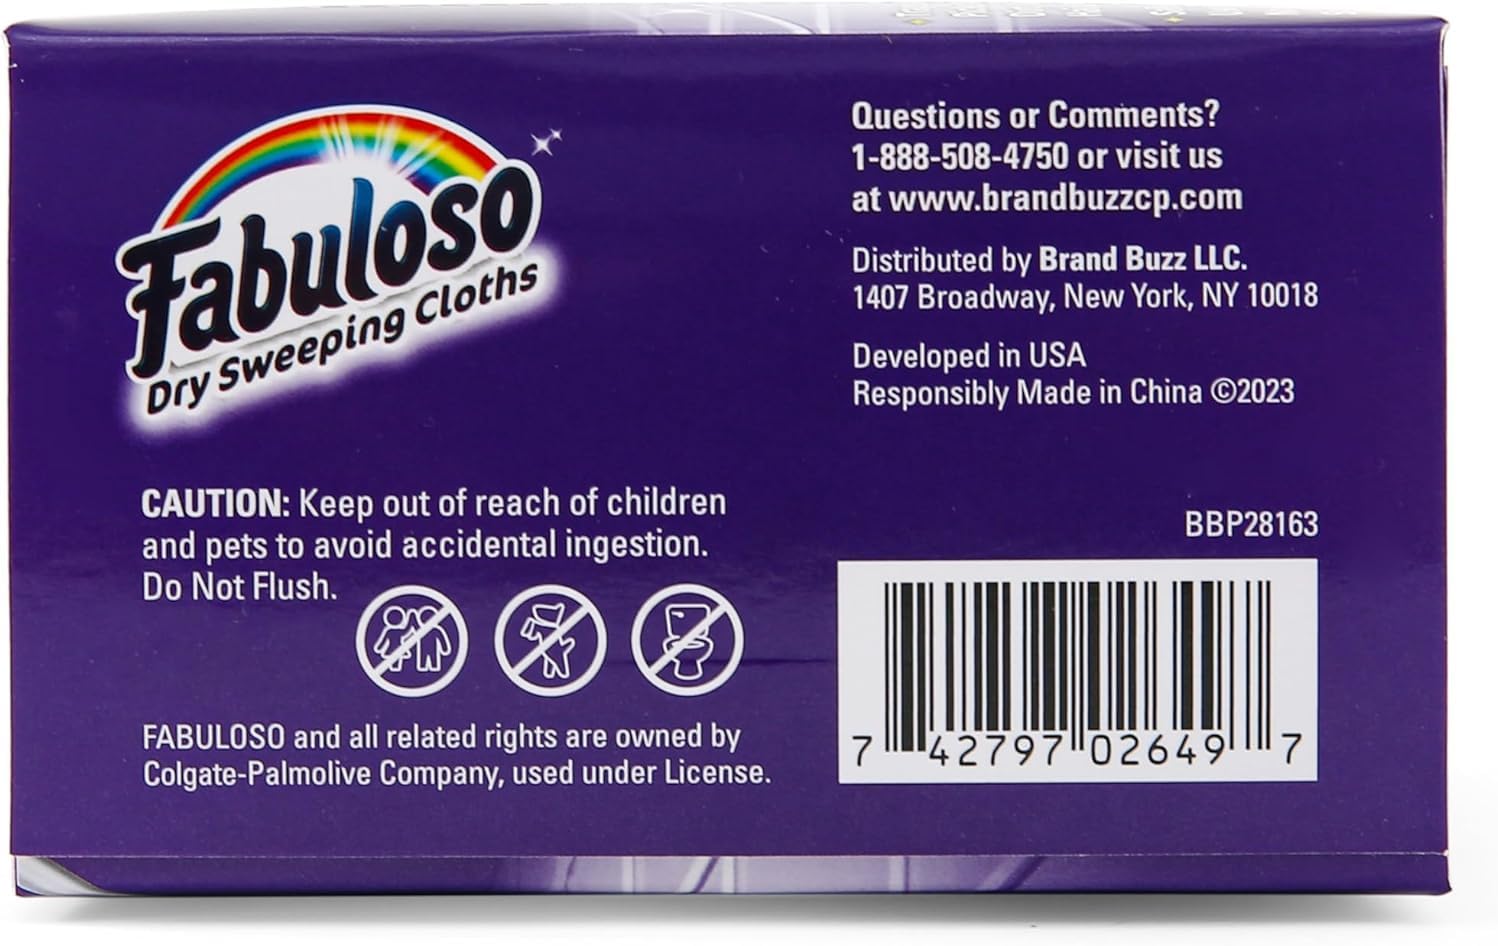 Fabuloso
Dry Sweeping Cloths
Questions or Comments?
1-888-508-4750 or visit us
at www.brandbuzzcp.com
Distributed by Brand Buzz LLC.
1407 Broadway, New York, NY 10018
Developed in USA
Responsibly Made in China ©2023
CAUTION: Keep out of reach of children
and pets to avoid accidental ingestion.
Do Not Flush.
FABULOSO and all related rights are owned by
Colgate-Palmolive Company, used under License.
BBP28163
7 42797 02649 7